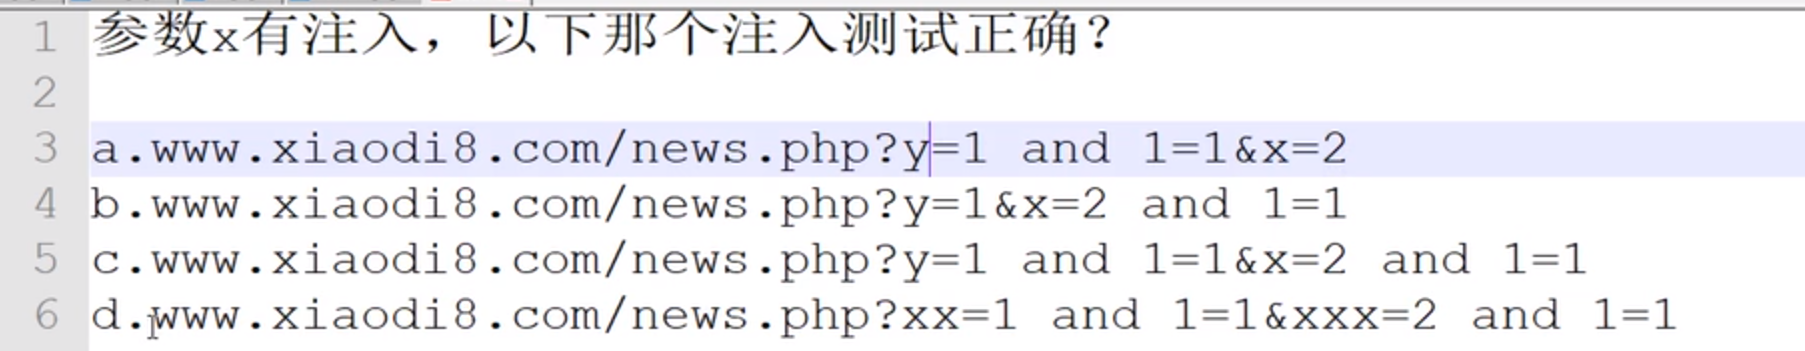 1 参数x有注入，以下那个注入测试正确？
2
3 a.www.xiaodi8.com/news.php?y=1 and 1=1&x=2
4 b.www.xiaodi8.com/news.php?y=1&x=2 and 1=1
5 c.www.xiaodi8.com/news.php?y=1 and 1=1&x=2 and 1=1
6 d.www.xiaodi8.com/news.php?xx=1 and 1=1&xxx=2 and 1=1